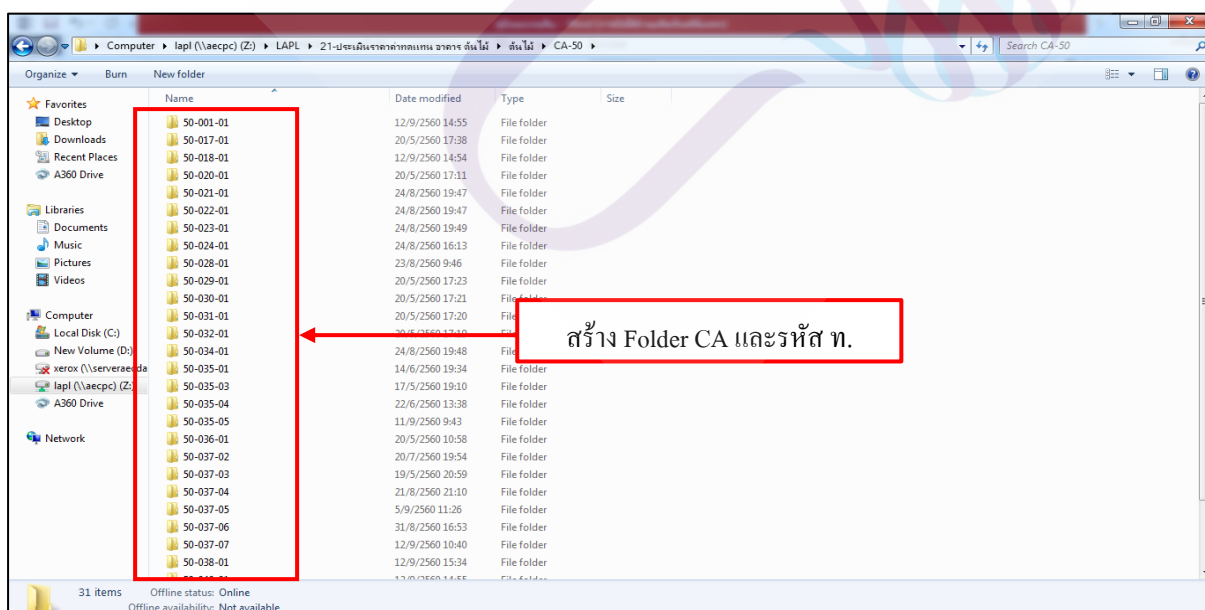 Computer ▸ lapl (\\aecpc) (Z:) ▸ LAPL ▸ 21-ประเมินราคาค่าทดแทน อาคาร ต้นไม้ ▸ ต้นไม้ ▸ CA-50 ▸
Search CA-50
Organize ▾ Burn New folder
Name Date modified Type Size
Favorites
Desktop
Downloads
Recent Places
A360 Drive
Libraries
Documents
Music
Pictures
Videos
Computer
Local Disk (C:)
New Volume (D:)
xerox (\\serveraecda
lapl (\\aecpc) (Z:)
A360 Drive
Network
50-001-01 12/9/2560 14:55 File folder
50-017-01 20/5/2560 17:38 File folder
50-018-01 12/9/2560 14:54 File folder
50-020-01 20/5/2560 17:11 File folder
50-021-01 24/8/2560 19:47 File folder
50-022-01 24/8/2560 19:47 File folder
50-023-01 24/8/2560 19:49 File folder
50-024-01 24/8/2560 16:13 File folder
50-028-01 23/8/2560 9:46 File folder
50-029-01 20/5/2560 17:23 File folder
50-030-01 20/5/2560 17:21 File folder
50-031-01 20/5/2560 17:20 File
50-032-01 20/5/2560 17:19
50-034-01 24/8/2560 19:48 File
50-035-01 14/6/2560 19:34 File folder
50-035-03 17/5/2560 19:10 File folder
50-035-04 22/6/2560 13:38 File folder
50-035-05 11/9/2560 9:43 File folder
50-036-01 20/5/2560 10:58 File folder
50-037-02 20/7/2560 19:54 File folder
50-037-03 19/5/2560 20:59 File folder
50-037-04 21/8/2560 21:10 File folder
50-037-05 5/9/2560 11:26 File folder
50-037-06 31/8/2560 16:53 File folder
50-037-07 12/9/2560 10:40 File folder
50-038-01 12/9/2560 15:34 File folder
12/9/2560 14:55 File folder
สร้าง Folder CA และรหัส ท.
31 items Offline status: Online
Offline availability: Not available